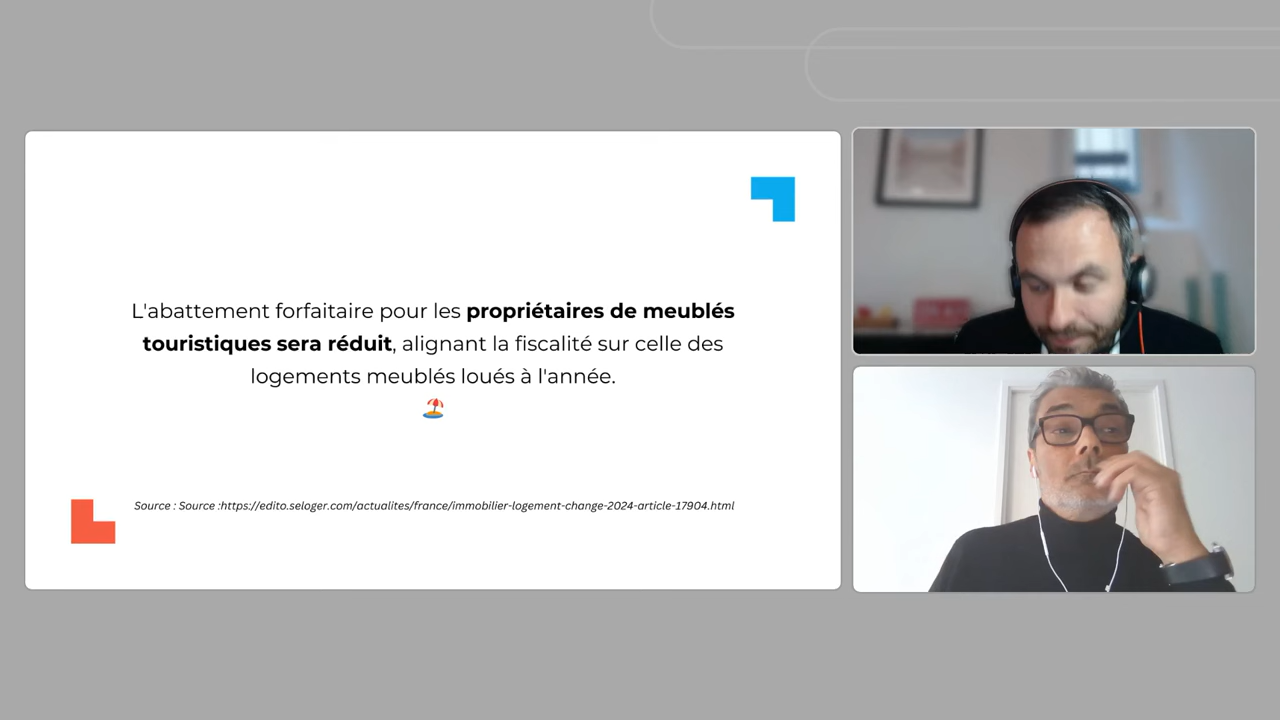 L'abattement forfaitaire pour les propriétaires de meublés
touristiques sera réduit, alignant la fiscalité sur celle des
logements meublés loués à l'année.
Source : Source :https://edito.seloger.com/actualites/france/immobilier-logement-change-2024-article-17904.html